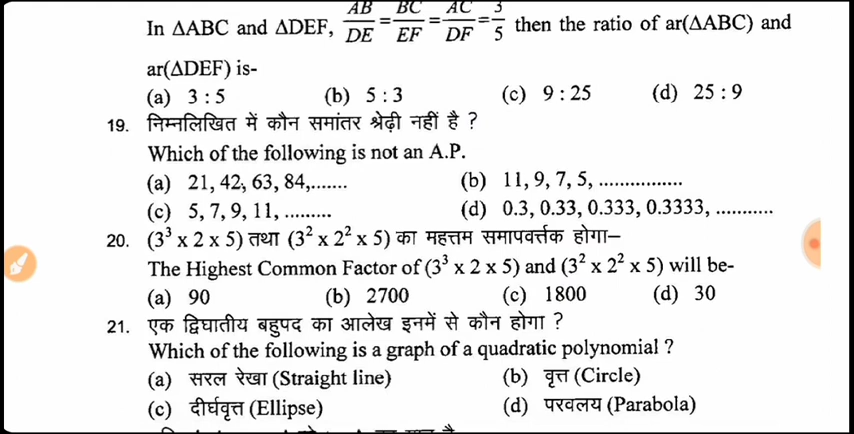 In ΔABC and ΔDEF, AB/DE = BC/EF = AC/DF = 3/5 then the ratio of ar(ΔABC) and
ar(ΔDEF) is-
(a) 3 : 5 (b) 5 : 3 (c) 9 : 25 (d) 25 : 9
19. निम्नलिखित में कौन समांतर श्रेढ़ी नहीं है ?
Which of the following is not an A.P.
(a) 21, 42, 63, 84,....... (b) 11, 9, 7, 5, ................
(c) 5, 7, 9, 11, ......... (d) 0.3, 0.33, 0.333, 0.3333, ...........
20. (3³ x 2 x 5) तथा (3² x 2² x 5) का महत्तम समापवर्त्तक होगा–
The Highest Common Factor of (3³ x 2 x 5) and (3² x 2² x 5) will be-
(a) 90 (b) 2700 (c) 1800 (d) 30
21. एक द्विघातीय बहुपद का आलेख इनमें से कौन होगा ?
Which of the following is a graph of a quadratic polynomial ?
(a) सरल रेखा (Straight line) (b) वृत्त (Circle)
(c) दीर्घवृत्त (Ellipse) (d) परवलय (Parabola)